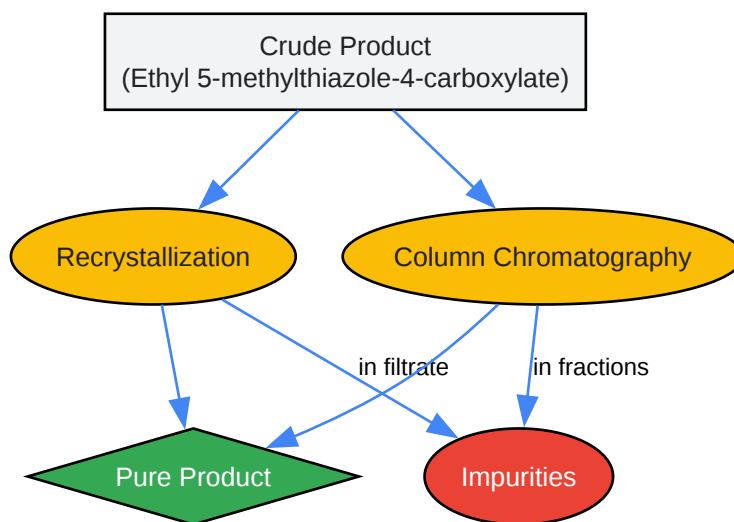 Crude Product
(Ethyl 5-methylthiazole-4-carboxylate)
Recrystallization
Column Chromatography
in filtrate
in fractions
Pure Product
Impurities